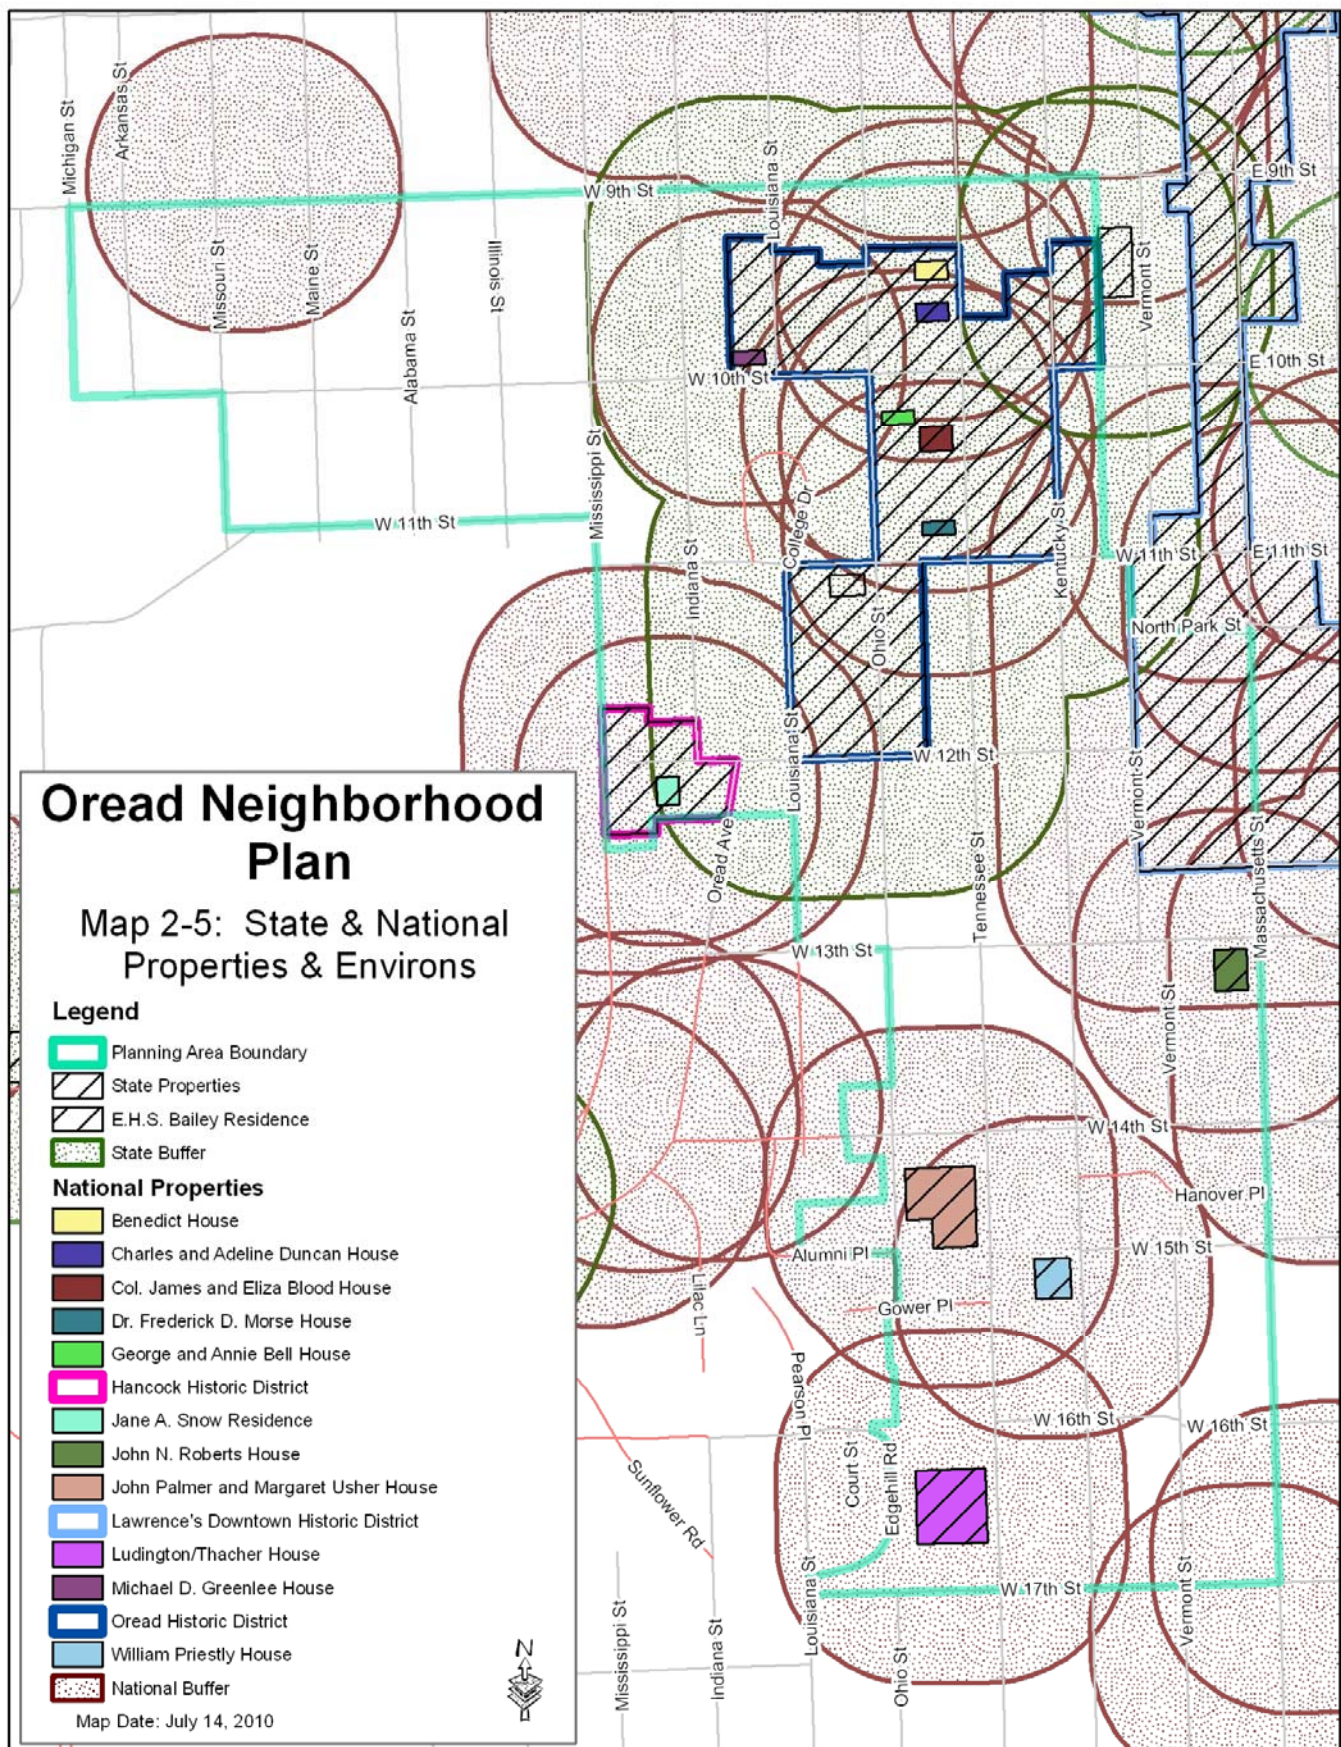 Michigan St
Arkansas St
Missouri St
Maine St
Alabama St
Illinois St
W 9th St
Louisiana St
E 9th St
Vermont St
W 10th St
E 10th St
Mississippi St
W 11th St
College Dr
Indiana St
Kentucky St
W 11th St
E 11th St
Ohio St
North Park St
Louisiana St
W 12th St
Vermont St
Oread Ave
Tennessee St
Massachusetts St
W 13th St
Vermont St
W 14th St
Hanover Pl
Alumni Pl
W 15th St
Lilac Ln
Gower Pl
Pearson Pl
W 16th St
W 16th St
Court St
Edgehill Rd
Sunflower Rd
Louisiana St
W 17th St
Vermont St
Mississippi St
Indiana St
Ohio St
Oread Neighborhood
Plan
Map 2-5: State & National
Properties & Environs
Legend
Planning Area Boundary
State Properties
E.H.S. Bailey Residence
State Buffer
National Properties
Benedict House
Charles and Adeline Duncan House
Col. James and Eliza Blood House
Dr. Frederick D. Morse House
George and Annie Bell House
Hancock Historic District
Jane A. Snow Residence
John N. Roberts House
John Palmer and Margaret Usher House
Lawrence's Downtown Historic District
Ludington/Thacher House
Michael D. Greenlee House
Oread Historic District
William Priestly House
National Buffer
Map Date: July 14, 2010
N